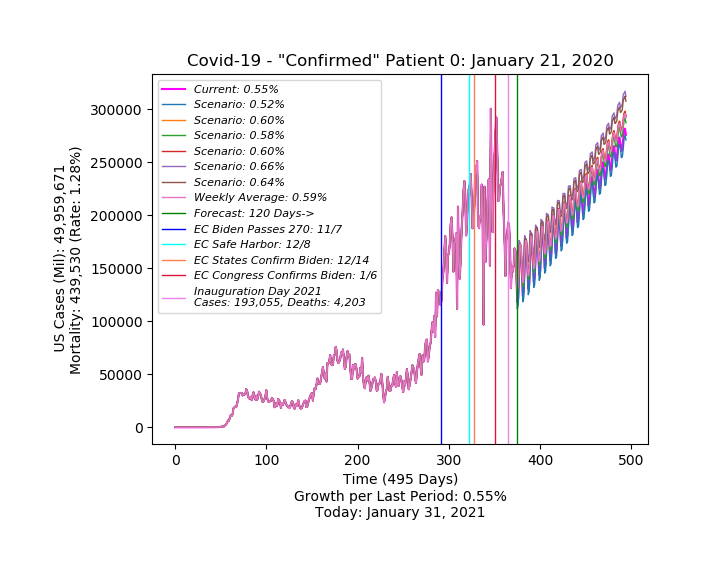 Covid-19 - "Confirmed" Patient 0: January 21, 2020
US Cases (Mil): 49,959,671
Mortality: 439,530 (Rate: 1.28%)
300000
250000
200000
150000
100000
50000
0
Current: 0.55%
Scenario: 0.52%
Scenario: 0.60%
Scenario: 0.58%
Scenario: 0.60%
Scenario: 0.66%
Scenario: 0.64%
Weekly Average: 0.59%
Forecast: 120 Days->
EC Biden Passes 270: 11/7
EC Safe Harbor: 12/8
EC States Confirm Biden: 12/14
EC Congress Confirms Biden: 1/6
Inauguration Day 2021
Cases: 193,055, Deaths: 4,203
0 100 200 300 400 500
Time (495 Days)
Growth per Last Period: 0.55%
Today: January 31, 2021